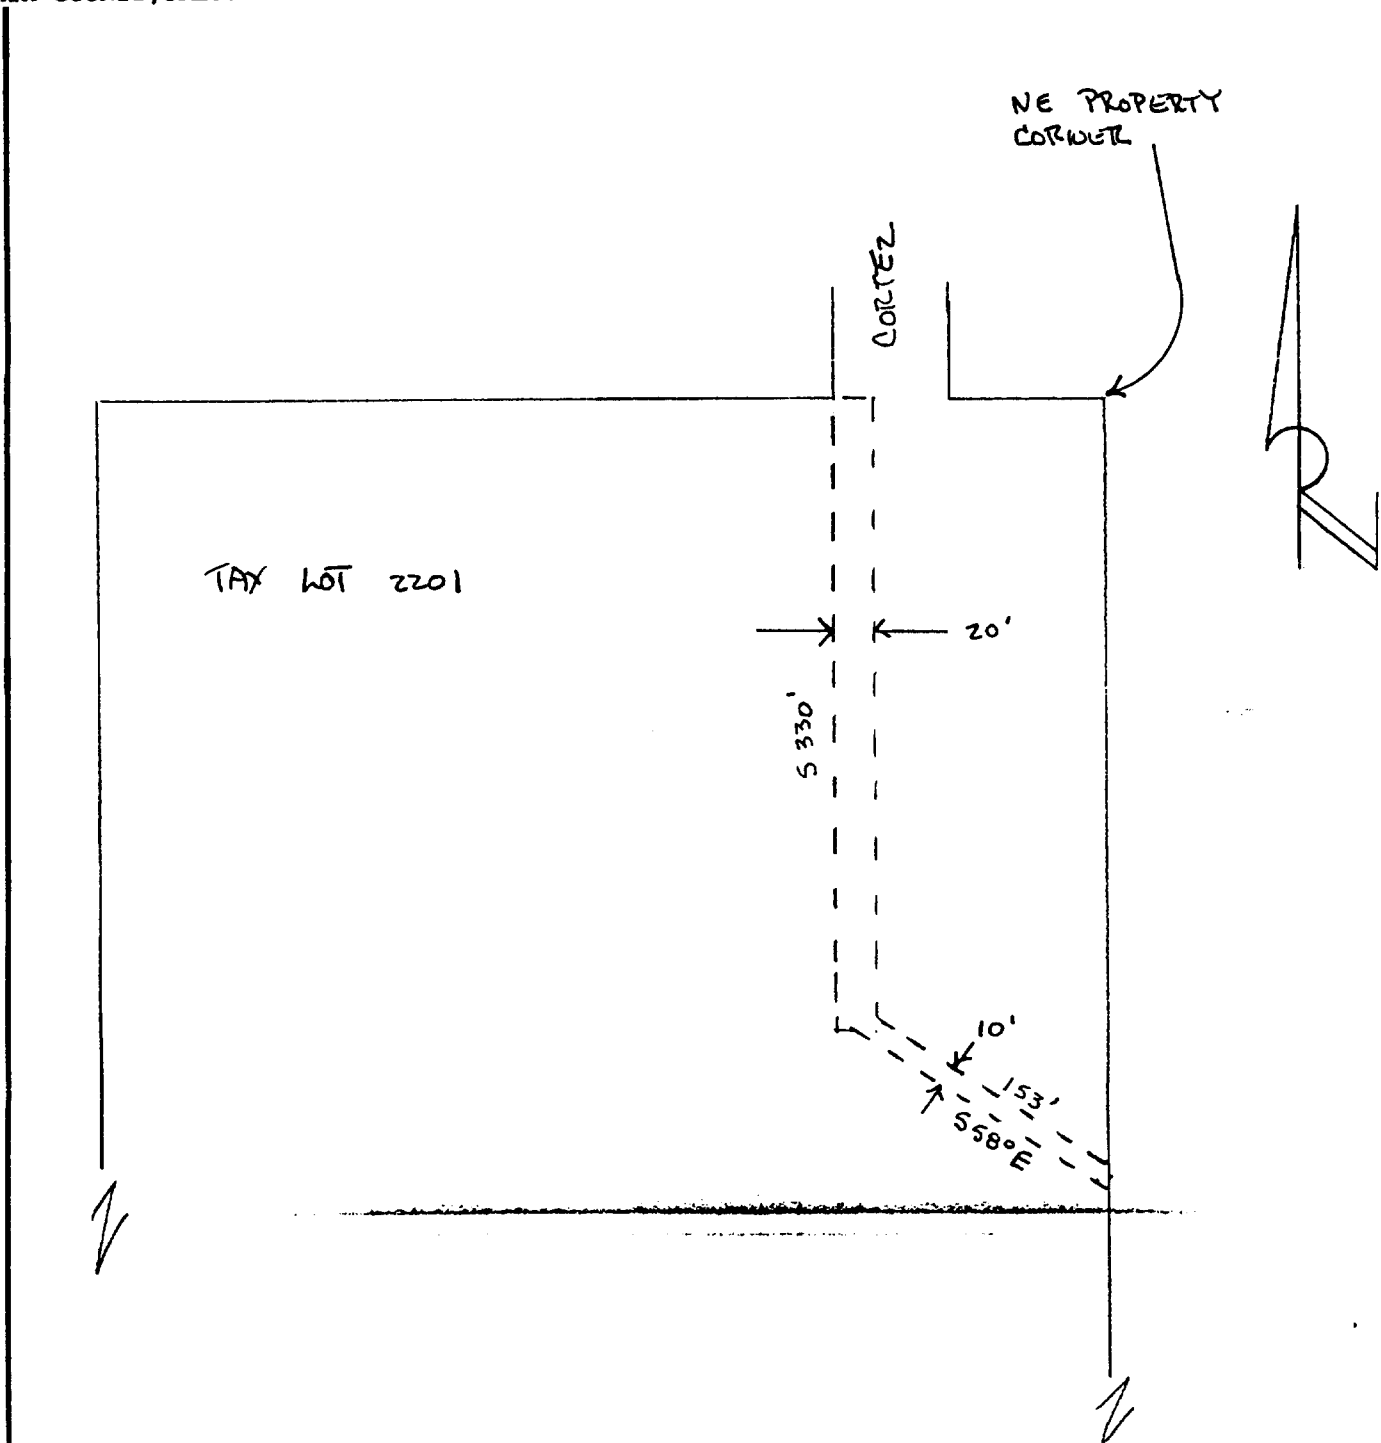 NE PROPERTY
CORNER
CORTEZ
TAX LOT 2201
20'
S 330'
10'
153'
S58°E